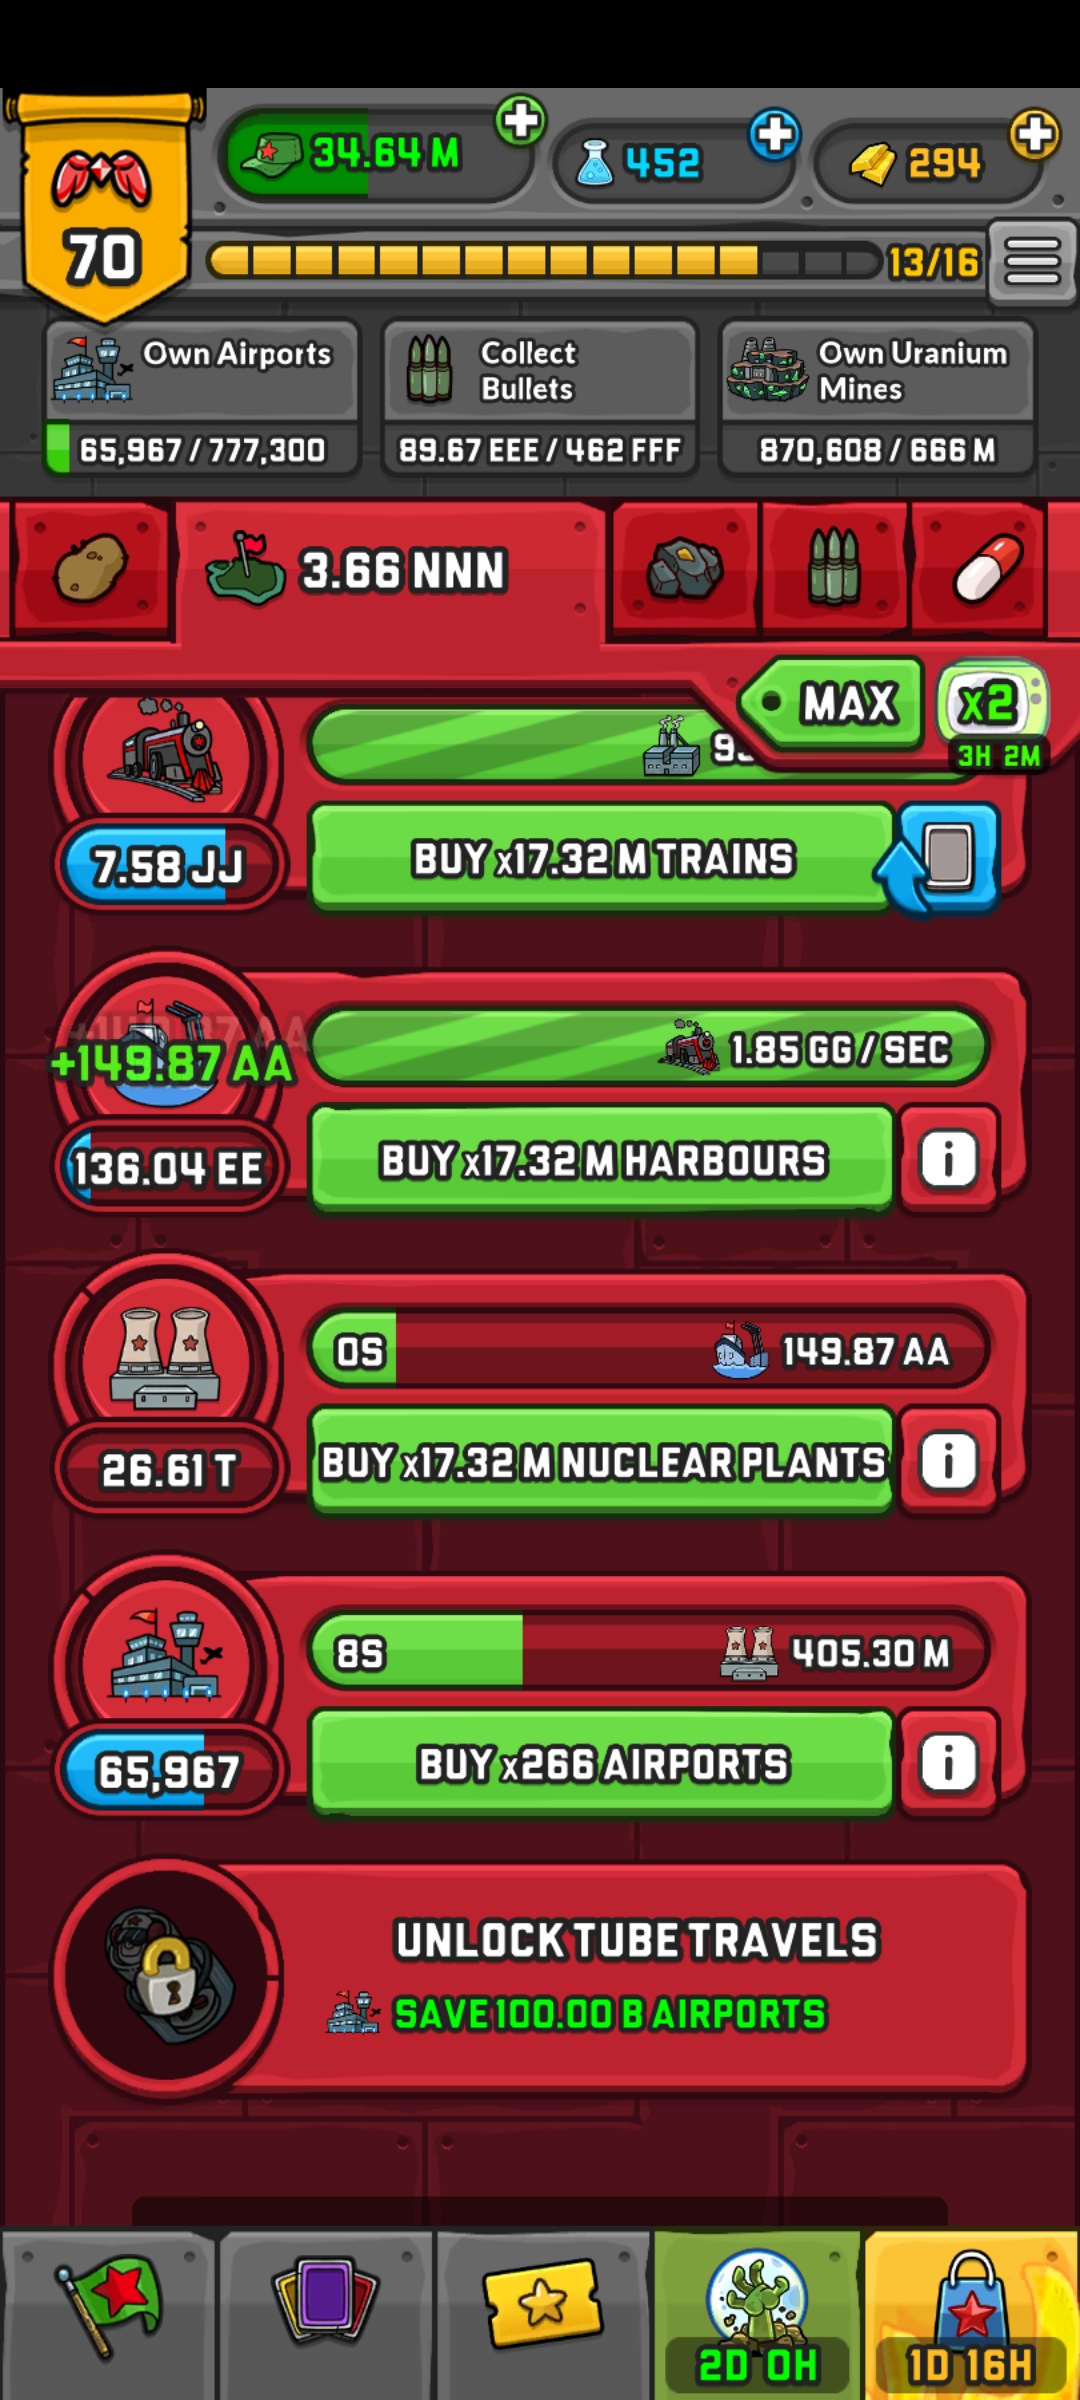 34.64 M
452
294
70
13/16
Own Airports
65,967 / 777,300
Collect
Bullets
89.67 EEE / 462 FFF
Own Uranium
Mines
870,608 / 666 M
3.66 NNN
MAX
x2
3H 2M
7.58 JJ
BUY x17.32 M TRAINS
+149.87 AA
1.85 GG / SEC
136.04 EE
BUY x17.32 M HARBOURS
0S
149.87 AA
26.61 T
BUY x17.32 M NUCLEAR PLANTS
8S
405.30 M
65,967
BUY x266 AIRPORTS
UNLOCK TUBE TRAVELS
SAVE 100.00 B AIRPORTS
2D 0H
1D 16H